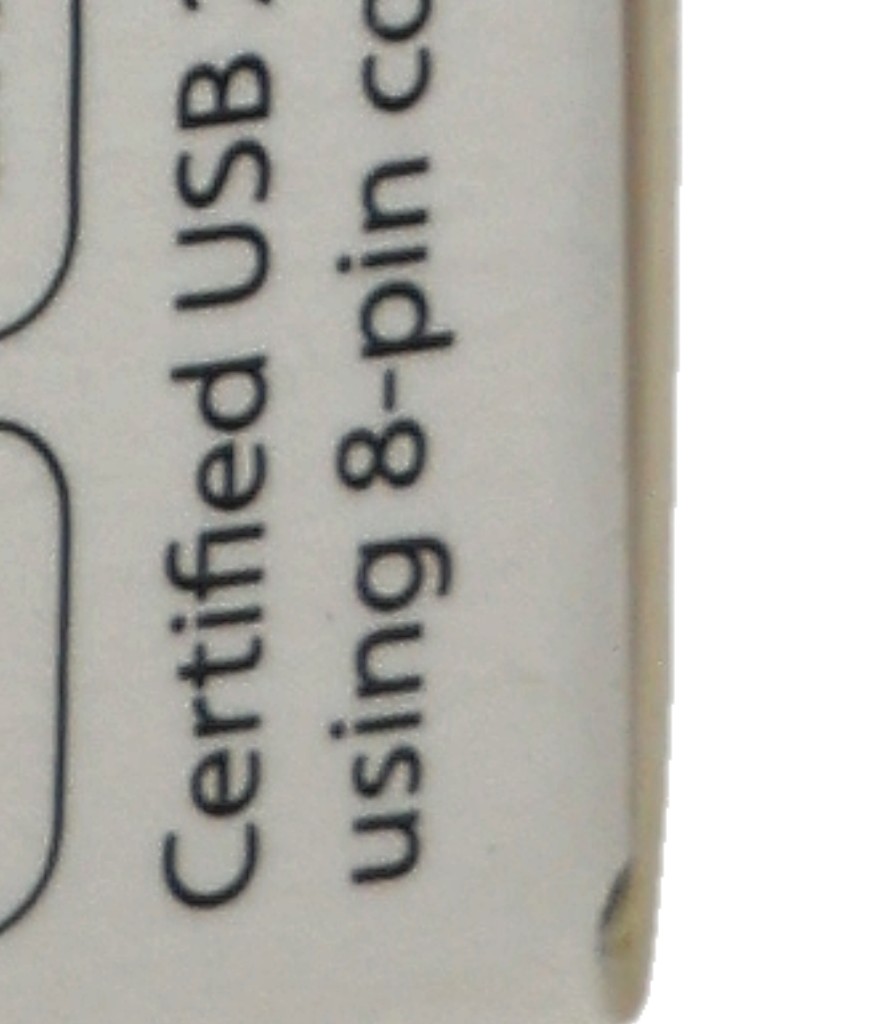 Certified USB
using 8-pin